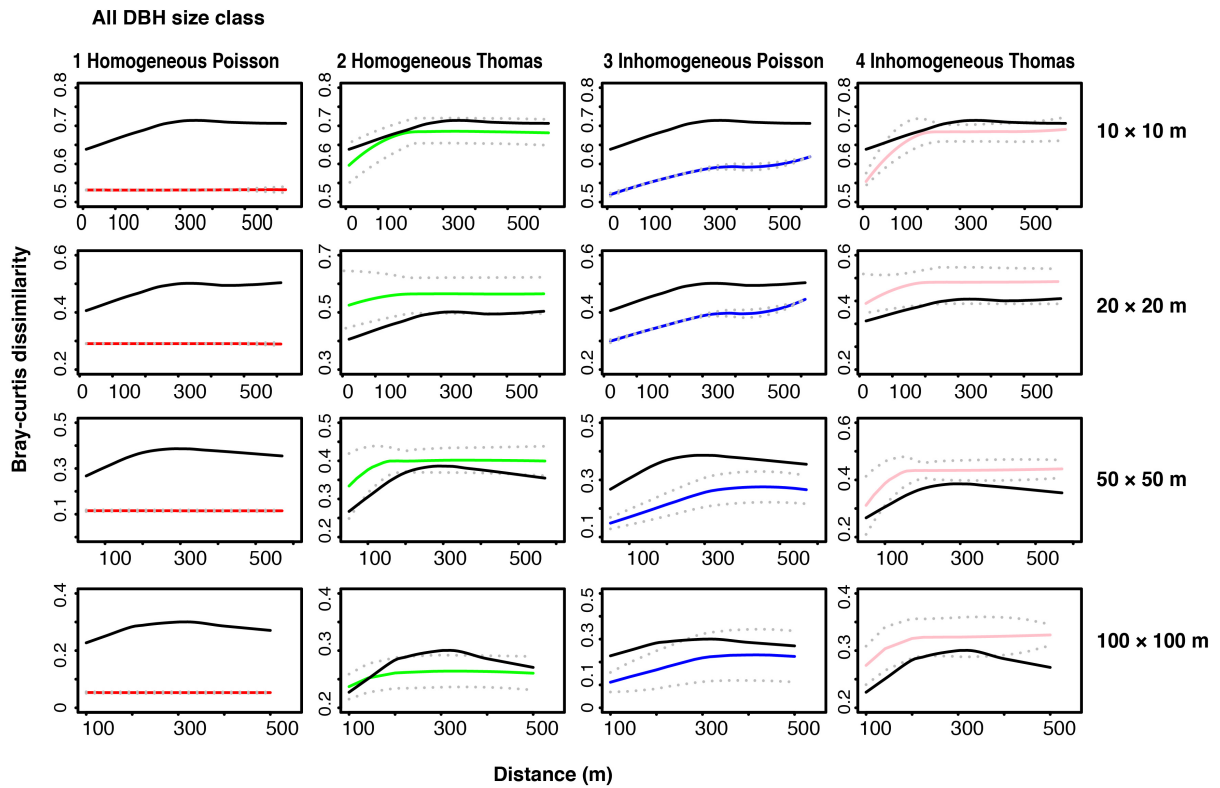 All DBH size class
1 Homogeneous Poisson 2 Homogeneous Thomas 3 Inhomogeneous Poisson 4 Inhomogeneous Thomas
0.5 0.6 0.7 0.8
0 100 300 500
0.5 0.6 0.7 0.8
0 100 300 500
0.5 0.6 0.7 0.8
0 100 300 500
0.5 0.6 0.7 0.8
0 100 300 500
10 × 10 m
0.2 0.4 0.6
0 100 300 500
0.3 0.5 0.7
0 100 300 500
0.2 0.4 0.6
0 100 300 500
0.2 0.4 0.6
0 100 300 500
20 × 20 m
0.1 0.3 0.5
100 300 500
0.2 0.3 0.4 0.5
100 300 500
0.1 0.3 0.5
100 300 500
0.2 0.4 0.6
100 300 500
50 × 50 m
0 0.2 0.4
100 300 500
0.2 0.3 0.4
100 300 500
0 0.1 0.3 0.5
100 300 500
0.2 0.3 0.4
100 300 500
100 × 100 m
Bray-curtis dissimilarity
Distance (m)